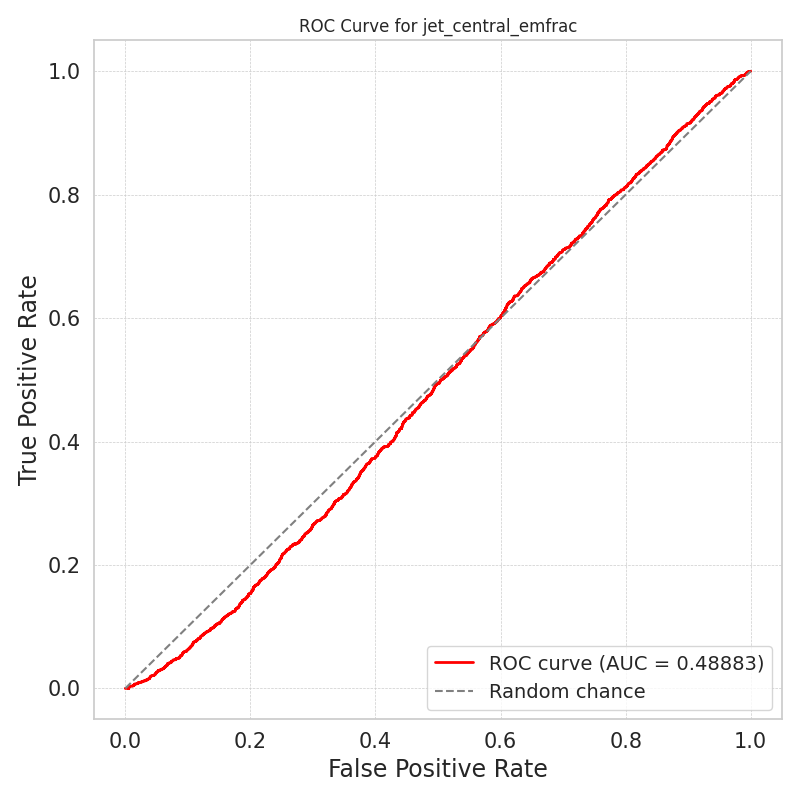 ROC Curve for jet_central_emfrac
True Positive Rate
1.0
0.8
0.6
0.4
0.2
0.0
ROC curve (AUC = 0.48883)
Random chance
0.0 0.2 0.4 0.6 0.8 1.0
False Positive Rate